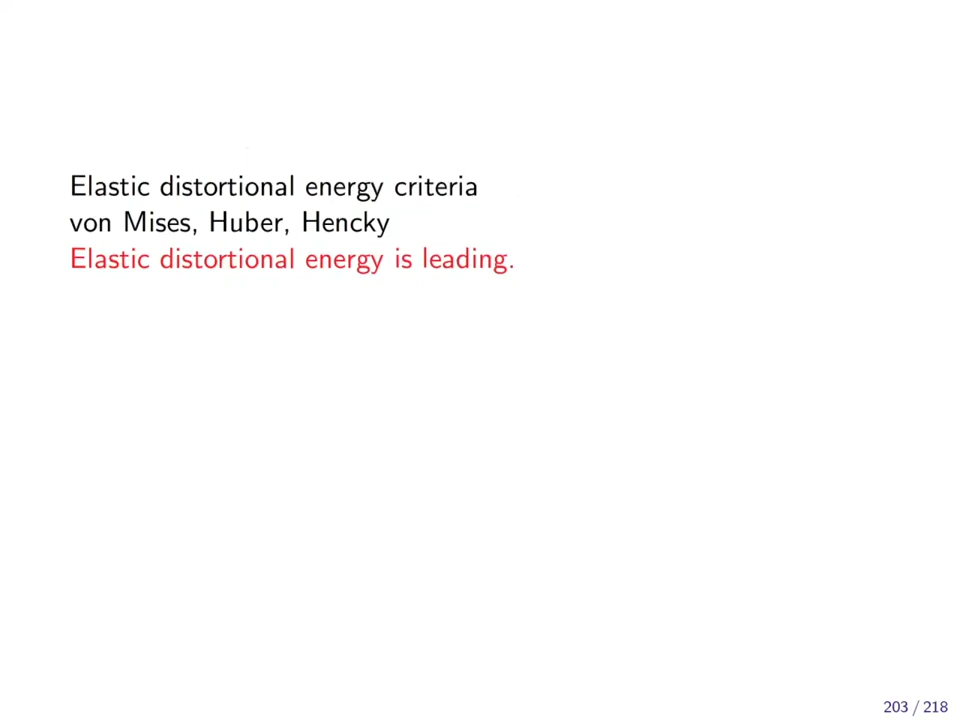 Elastic distortional energy criteria
von Mises, Huber, Hencky
Elastic distortional energy is leading.
203 / 218